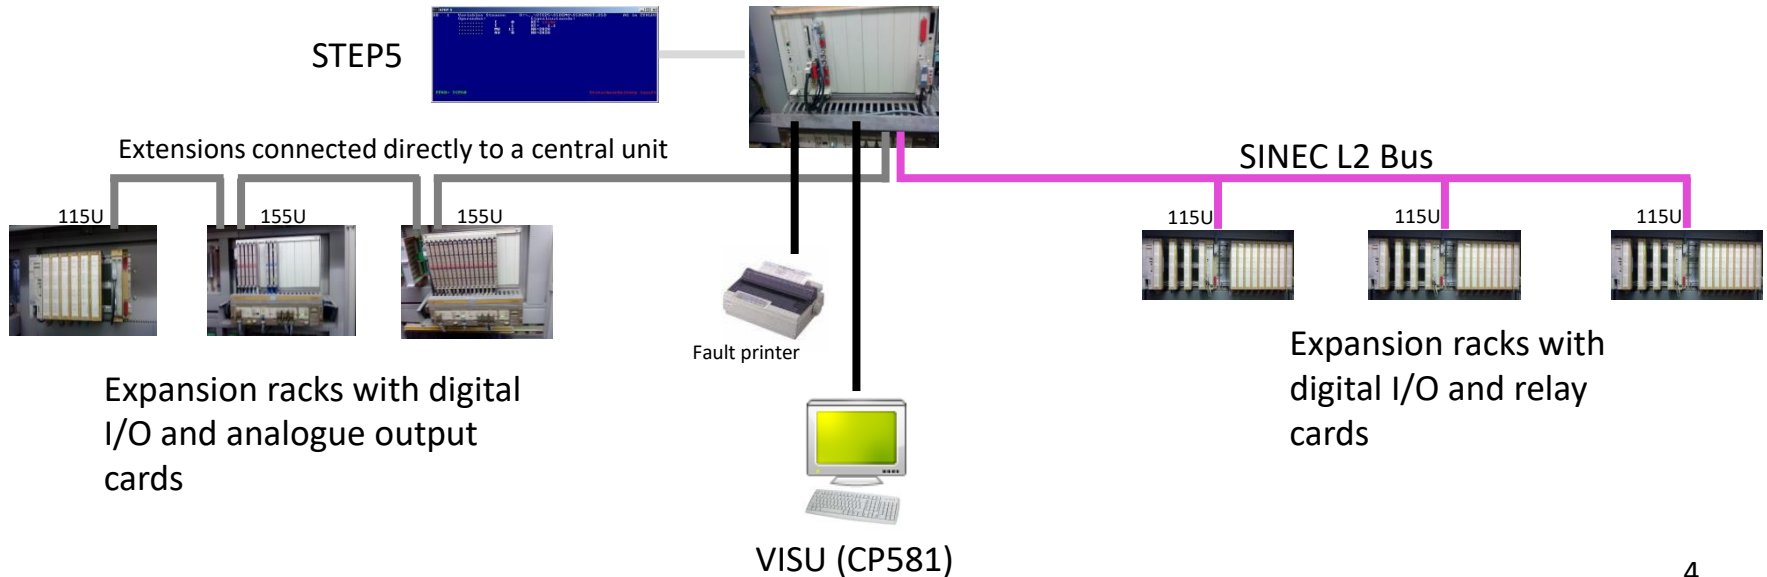 STEP5
Extensions connected directly to a central unit
SINEC L2 Bus
115U
155U
155U
115U
115U
115U
Fault printer
Expansion racks with digital
I/O and analogue output
cards
Expansion racks with
digital I/O and relay
cards
VISU (CP581)
4